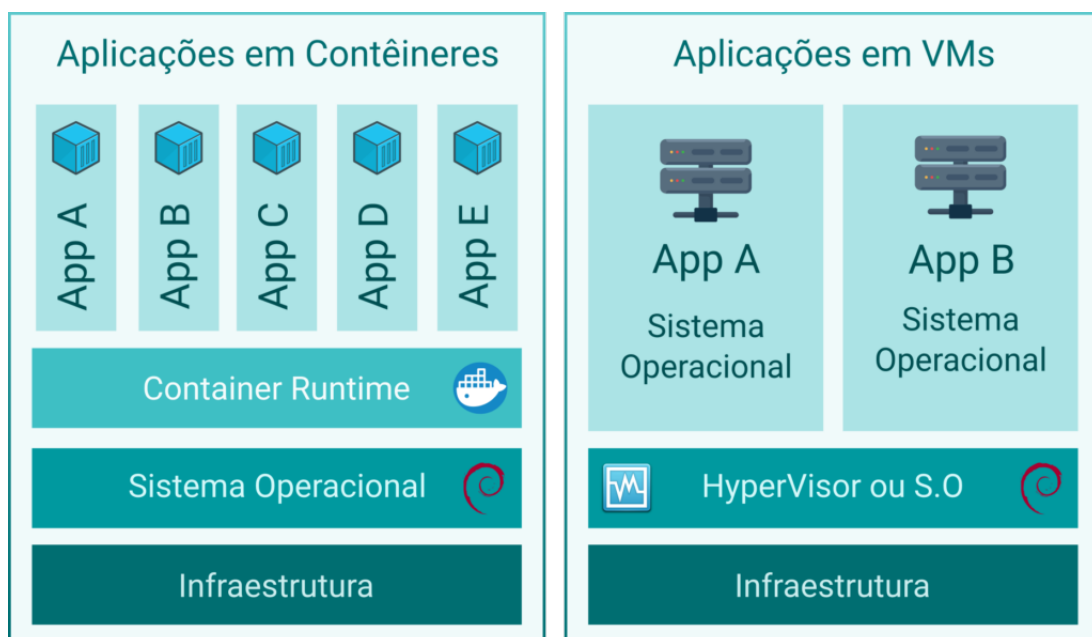 Aplicações em Contêineres
App A
App B
App C
App D
App E
Container Runtime
Sistema Operacional
Infraestrutura
Aplicações em VMs
App A
Sistema
Operacional
App B
Sistema
Operacional
HyperVisor ou S.O
Infraestrutura